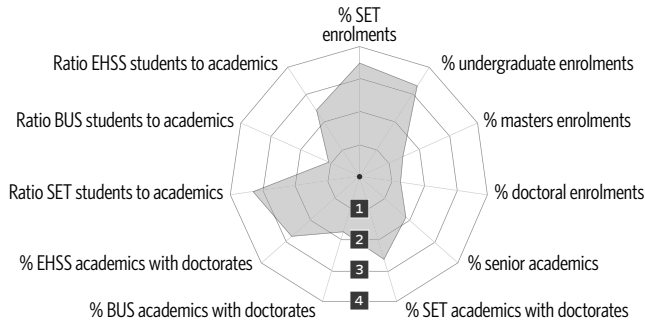 % SET
enrolments
Ratio EHSS students to academics
% undergraduate enrolments
Ratio BUS students to academics
% masters enrolments
Ratio SET students to academics
% doctoral enrolments
1
2
% EHSS academics with doctorates
% senior academics
3
4
% BUS academics with doctorates
% SET academics with doctorates